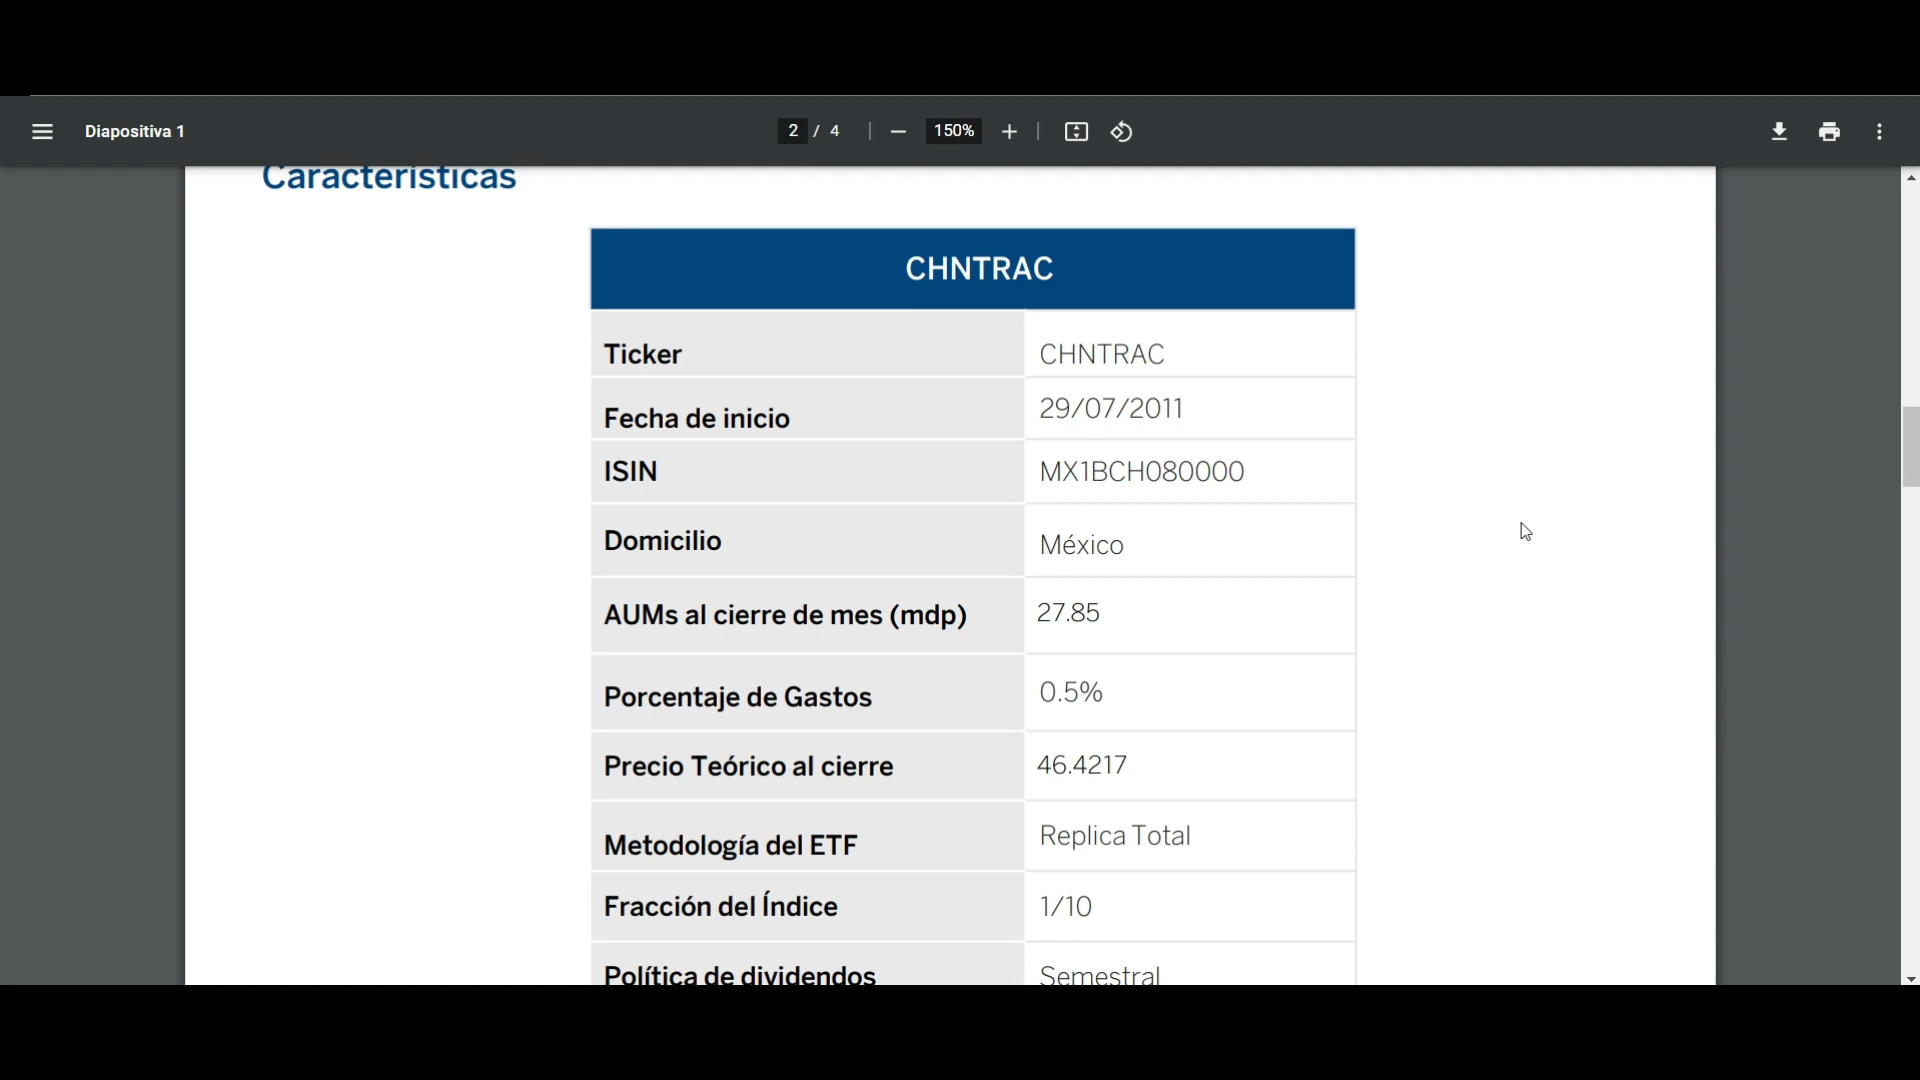 Diapositiva 1
2 / 4
150%
Características
CHNTRAC
Ticker CHNTRAC
Fecha de inicio 29/07/2011
ISIN MX1BCH080000
Domicilio México
AUMs al cierre de mes (mdp) 27.85
Porcentaje de Gastos 0.5%
Precio Teórico al cierre 46.4217
Metodología del ETF Replica Total
Fracción del Índice 1/10
Política de dividendos Semestral